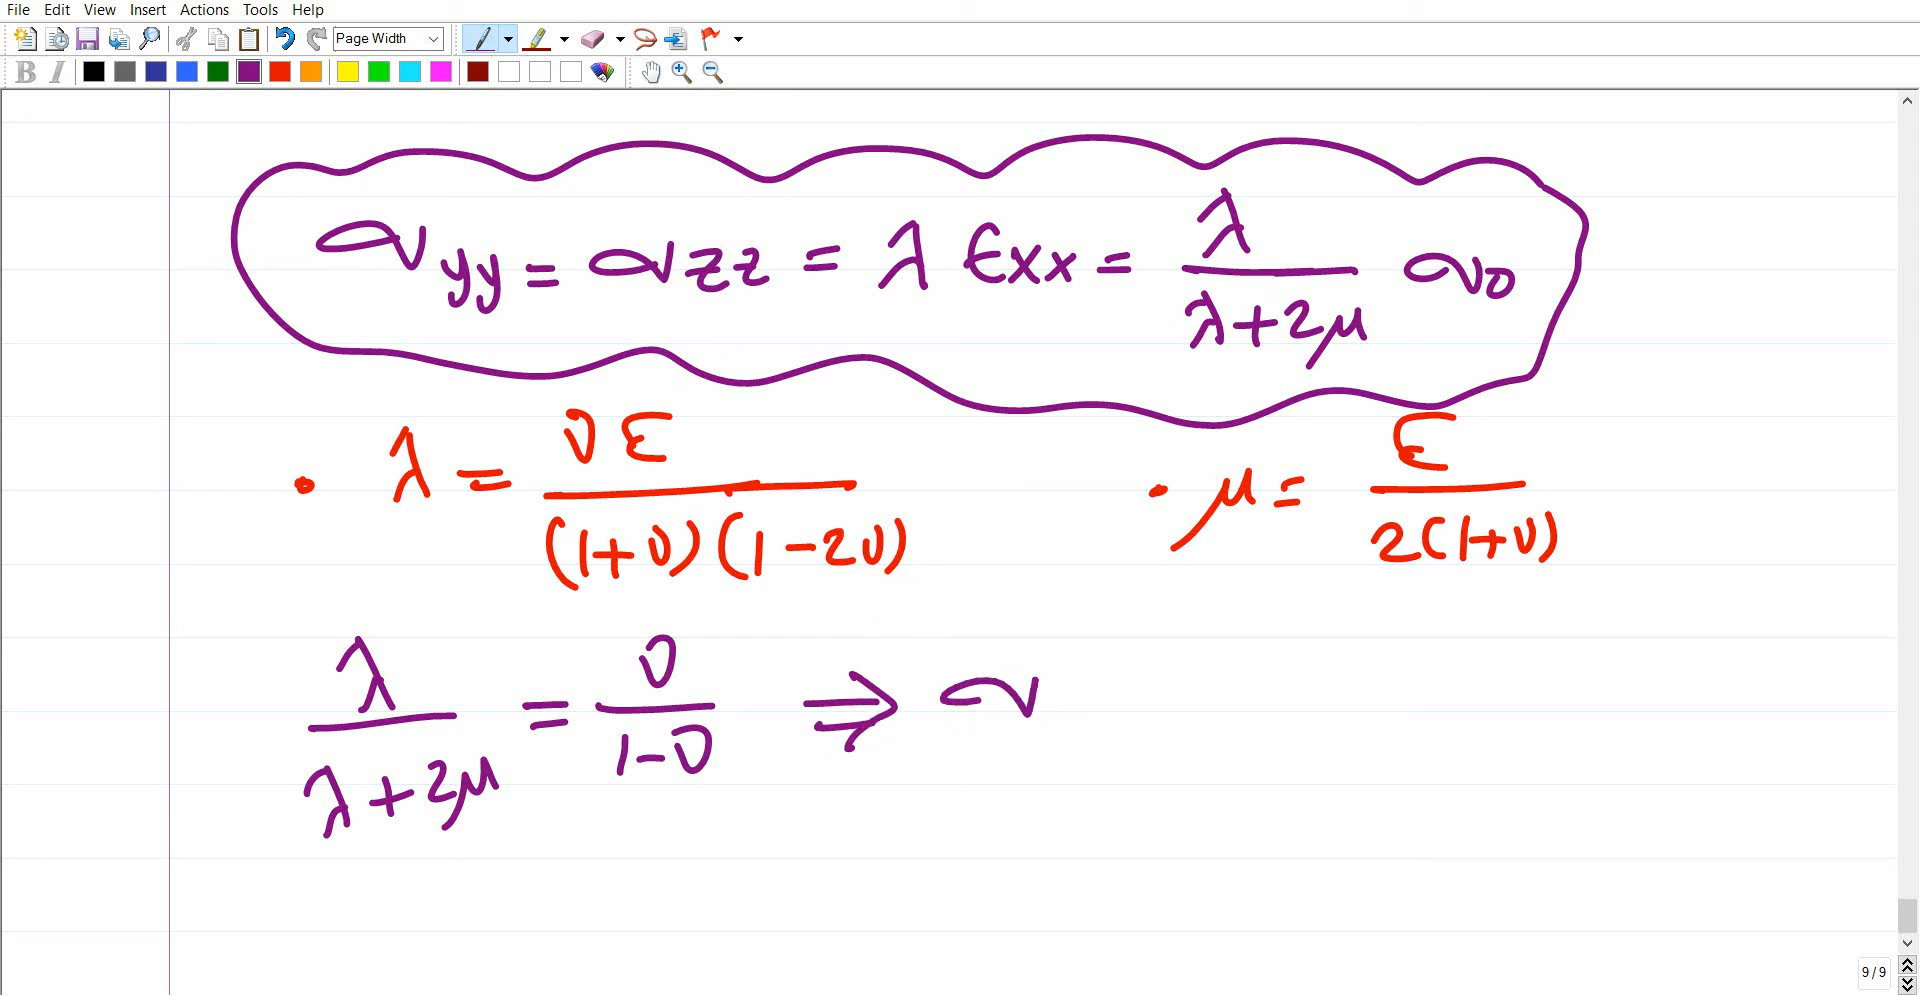 File Edit View Insert Actions Tools Help
Page Width
B I
σyy = σzz = λ ϵxx = λ/(λ+2μ) σ0
• λ = νE/((1+ν)(1-2ν)) • μ = E/(2(1+ν))
λ/(λ+2μ) = ν/(1-ν) ⇒ σ
9/9